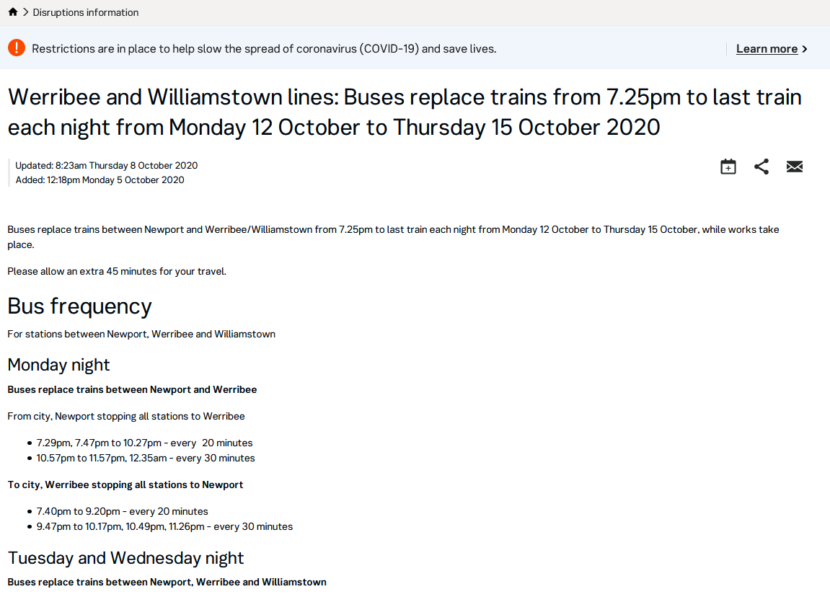 Disruptions information
Restrictions are in place to help slow the spread of coronavirus (COVID-19) and save lives.
Learn more
Werribee and Williamstown lines: Buses replace trains from 7.25pm to last train
each night from Monday 12 October to Thursday 15 October 2020
Updated: 8:23am Thursday 8 October 2020
Added: 12:18pm Monday 5 October 2020
Buses replace trains between Newport and Werribee/Williamstown from 7.25pm to last train each night from Monday 12 October to Thursday 15 October, while works take
place.
Please allow an extra 45 minutes for your travel.
Bus frequency
For stations between Newport, Werribee and Williamstown
Monday night
Buses replace trains between Newport and Werribee
From city, Newport stopping all stations to Werribee
• 7.29pm, 7.47pm to 10.27pm - every 20 minutes
• 10.57pm to 11.57pm, 12.35am - every 30 minutes
To city, Werribee stopping all stations to Newport
• 7.40pm to 9.20pm - every 20 minutes
• 9.47pm to 10.17pm, 10.49pm, 11.26pm - every 30 minutes
Tuesday and Wednesday night
Buses replace trains between Newport, Werribee and Williamstown